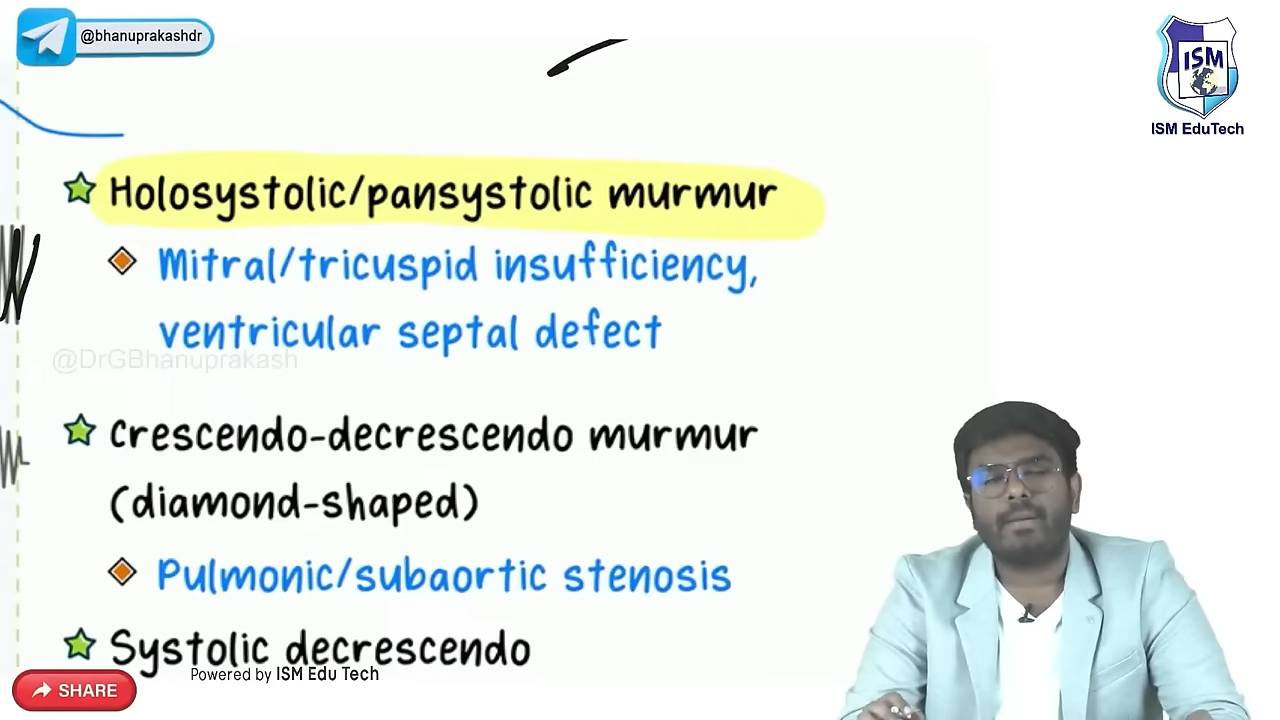 @bhanuprakashdr
ISM
ISM EduTech
Holosystolic/pansystolic murmur
Mitral/tricuspid insufficiency,
ventricular septal defect
@DrGBhanuprakash
Crescendo-decrescendo murmur
(diamond-shaped)
Pulmonic/subaortic stenosis
Systolic decrescendo
Powered by ISM Edu Tech
SHARE